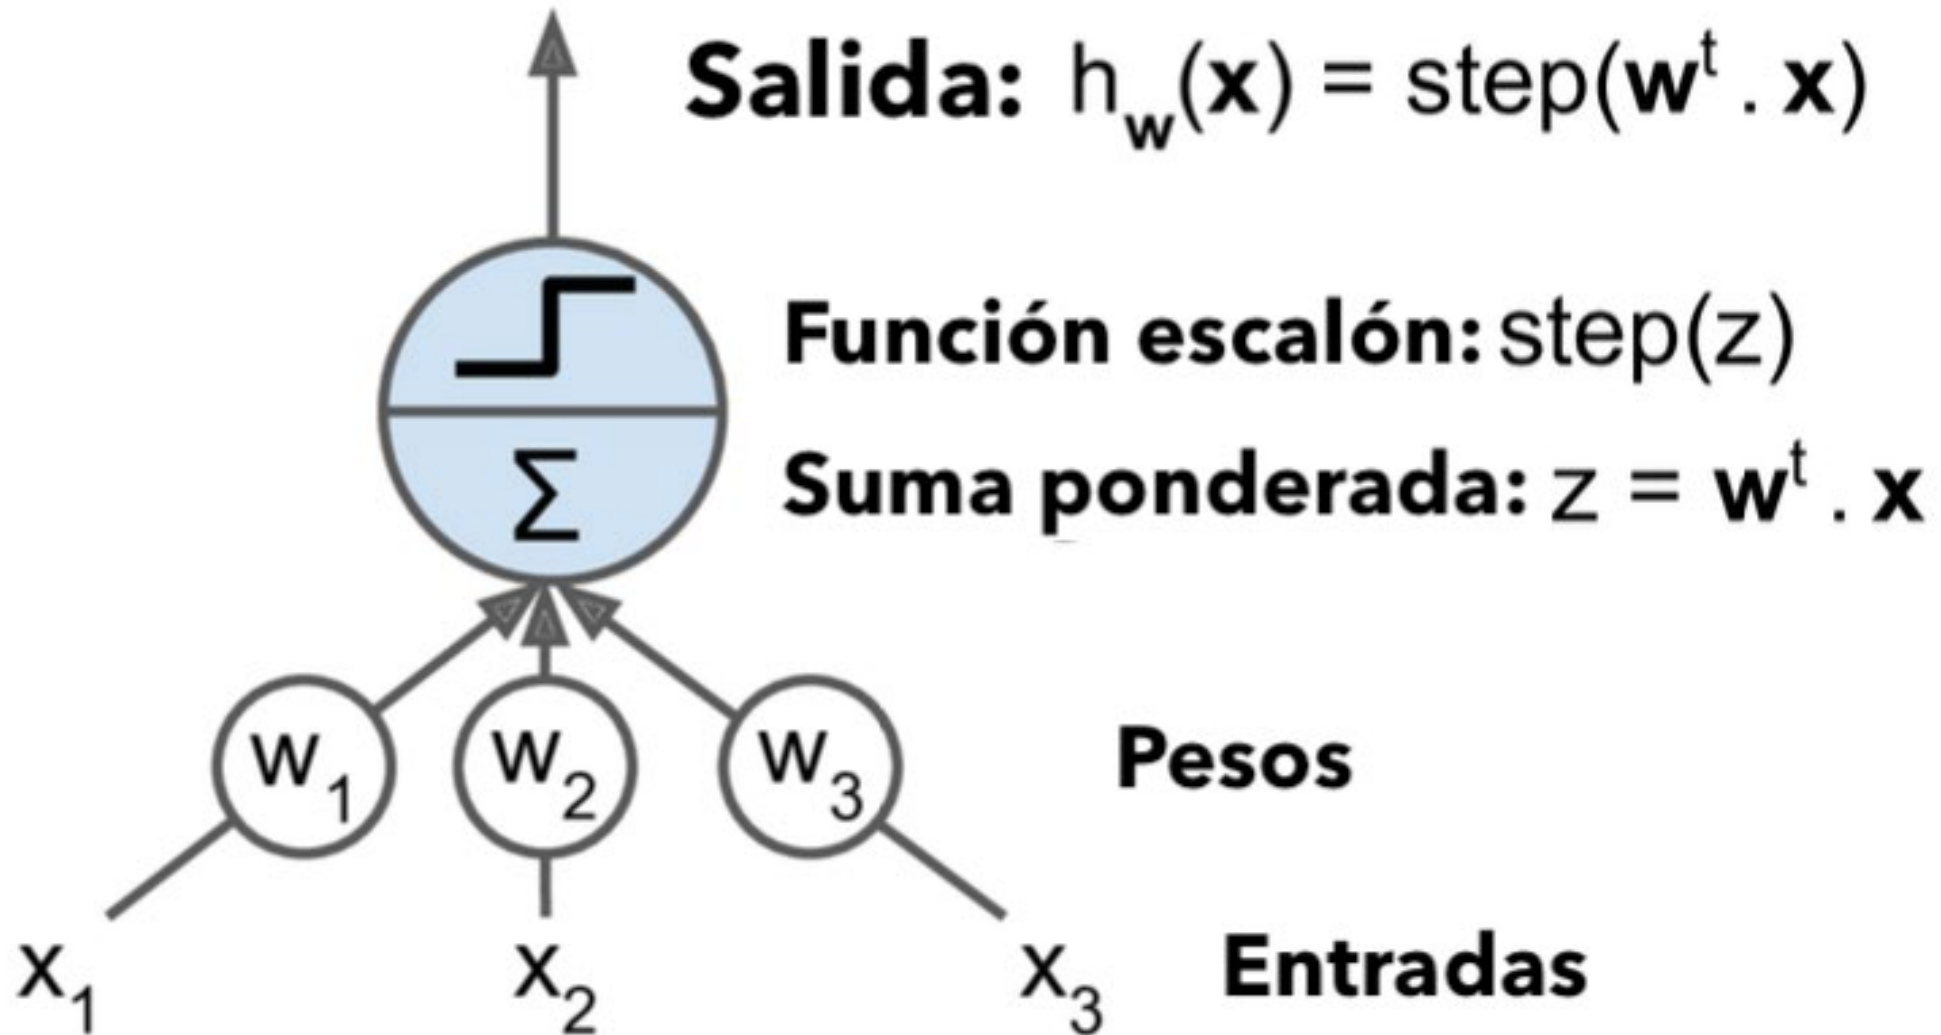 Salida: h_w(x) = step(w^t . x)
Función escalón: step(z)
Σ
Suma ponderada: z = w^t . x
w_1 w_2 w_3 Pesos
x_1 x_2 x_3 Entradas